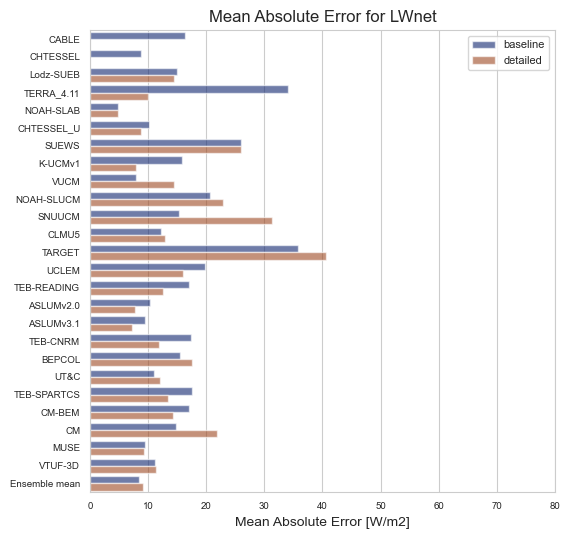 Mean Absolute Error for LWnet
baseline
detailed
CABLE
CHTESSEL
Lodz-SUEB
TERRA_4.11
NOAH-SLAB
CHTESSEL_U
SUEWS
K-UCMv1
VUCM
NOAH-SLUCM
SNUUCM
CLMU5
TARGET
UCLEM
TEB-READING
ASLUMv2.0
ASLUMv3.1
TEB-CNRM
BEPCOL
UT&C
TEB-SPARTCS
CM-BEM
CM
MUSE
VTUF-3D
Ensemble mean
0 10 20 30 40 50 60 70 80
Mean Absolute Error [W/m2]